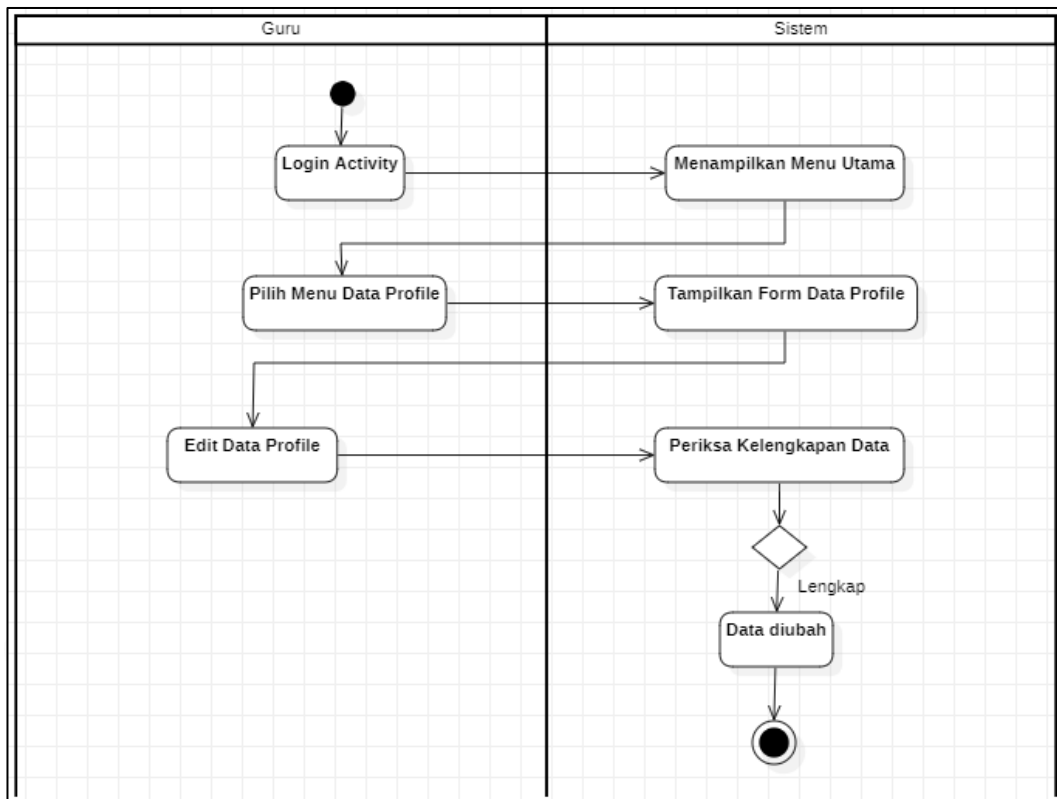 Guru
Sistem
Login Activity
Menampilkan Menu Utama
Pilih Menu Data Profile
Tampilkan Form Data Profile
Edit Data Profile
Periksa Kelengkapan Data
Lengkap
Data diubah